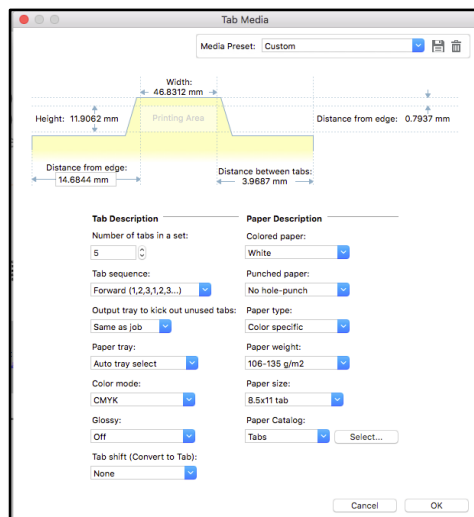 Tab Media
Media Preset: Custom
Width:
46.8312 mm
Height: 11.9062 mm
Printing Area
Distance from edge: 0.7937 mm
Distance from edge:
14.6844 mm
Distance between tabs:
3.9687 mm
Tab Description
Number of tabs in a set:
5
Tab sequence:
Forward (1,2,3,1,2,3...)
Output tray to kick out unused tabs:
Same as job
Paper tray:
Auto tray select
Color mode:
CMYK
Glossy:
Off
Tab shift (Convert to Tab):
None
Paper Description
Colored paper:
White
Punched paper:
No hole-punch
Paper type:
Color specific
Paper weight:
106-135 g/m2
Paper size:
8.5x11 tab
Paper Catalog:
Tabs
Select...
Cancel
OK